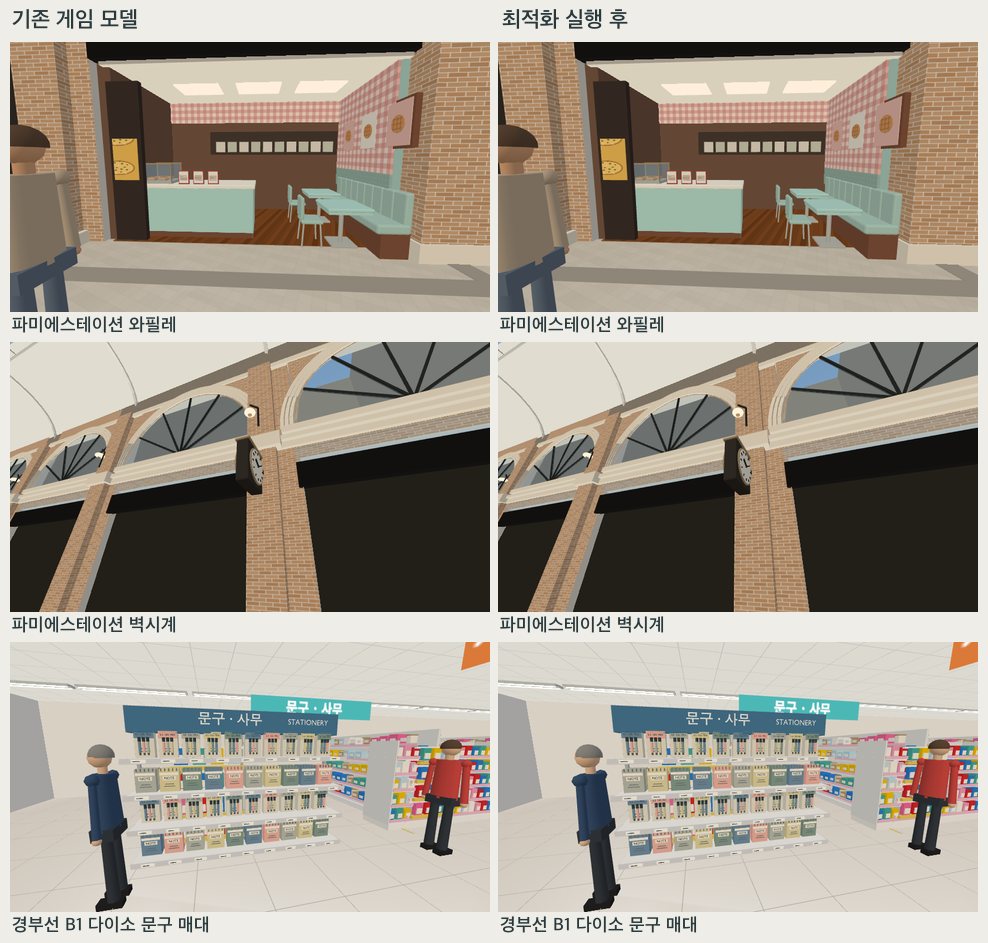 기존 게임 모델
최적화 실행 후
파미에스테이션 와필레
파미에스테이션 와필레
파미에스테이션 벽시계
파미에스테이션 벽시계
문구 · 사무
문구 · 사무
STATIONERY
NOTE
문구 · 사무
문구 · 사무
STATIONERY
NOTE
경부선 B1 다이소 문구 매대
경부선 B1 다이소 문구 매대